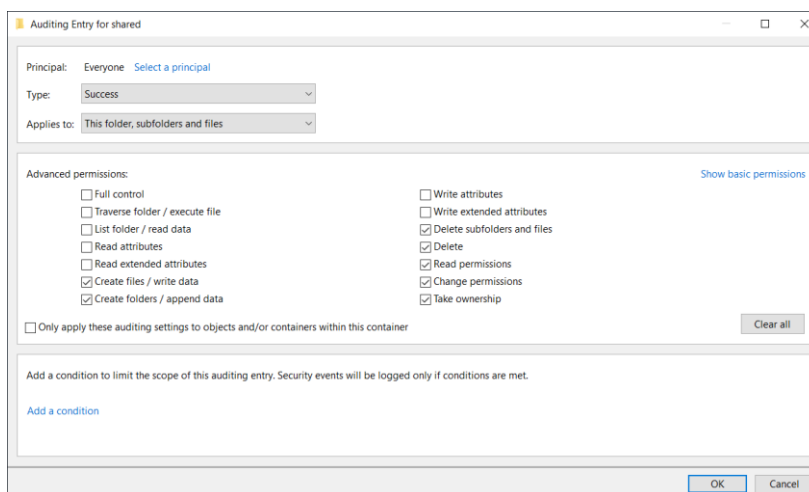 Auditing Entry for shared
Principal: Everyone Select a principal
Type: Success
Applies to: This folder, subfolders and files
Advanced permissions: Show basic permissions
Full control
Traverse folder / execute file
List folder / read data
Read attributes
Read extended attributes
Create files / write data
Create folders / append data
Write attributes
Write extended attributes
Delete subfolders and files
Delete
Read permissions
Change permissions
Take ownership
Only apply these auditing settings to objects and/or containers within this container
Clear all
Add a condition to limit the scope of this auditing entry. Security events will be logged only if conditions are met.
Add a condition
OK Cancel